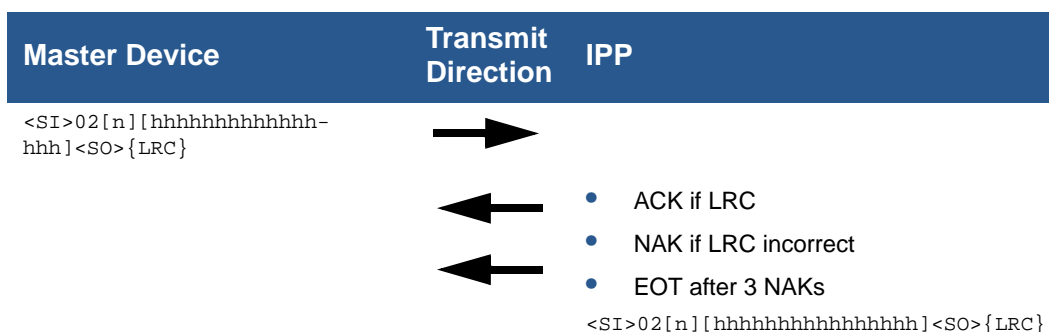 Master Device
Transmit
Direction
IPP
<SI>02[n][hhhhhhhhhhhhh-
hhh]<SO>{LRC}
• ACK if LRC
• NAK if LRC incorrect
• EOT after 3 NAKs
<SI>02[n][hhhhhhhhhhhhhhhh]<SO>{LRC}